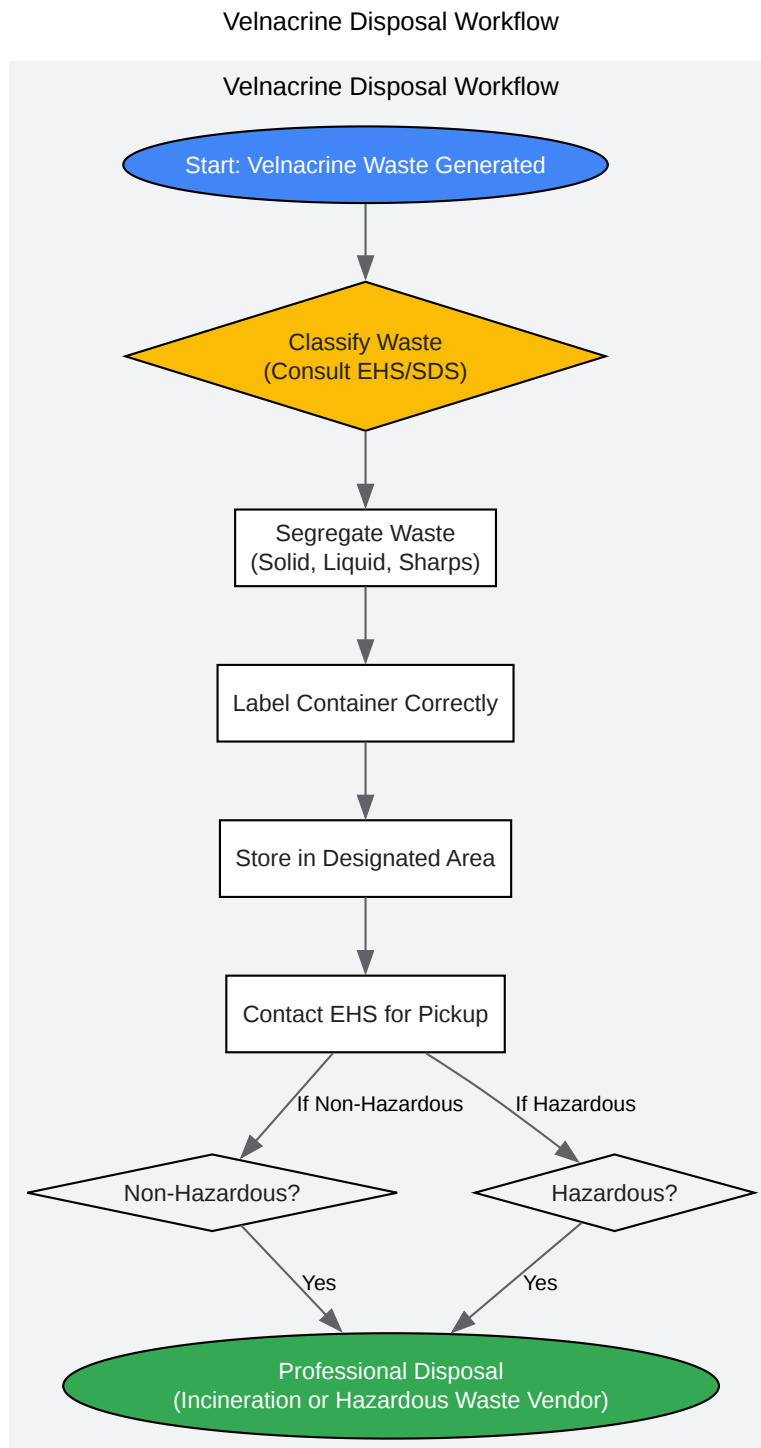 Velnacrine Disposal Workflow
Velnacrine Disposal Workflow
Start: Velnacrine Waste Generated
Classify Waste
(Consult EHS/SDS)
Segregate Waste
(Solid, Liquid, Sharps)
Label Container Correctly
Store in Designated Area
Contact EHS for Pickup
If Non-Hazardous
If Hazardous
Non-Hazardous?
Hazardous?
Yes
Yes
Professional Disposal
(Incineration or Hazardous Waste Vendor)